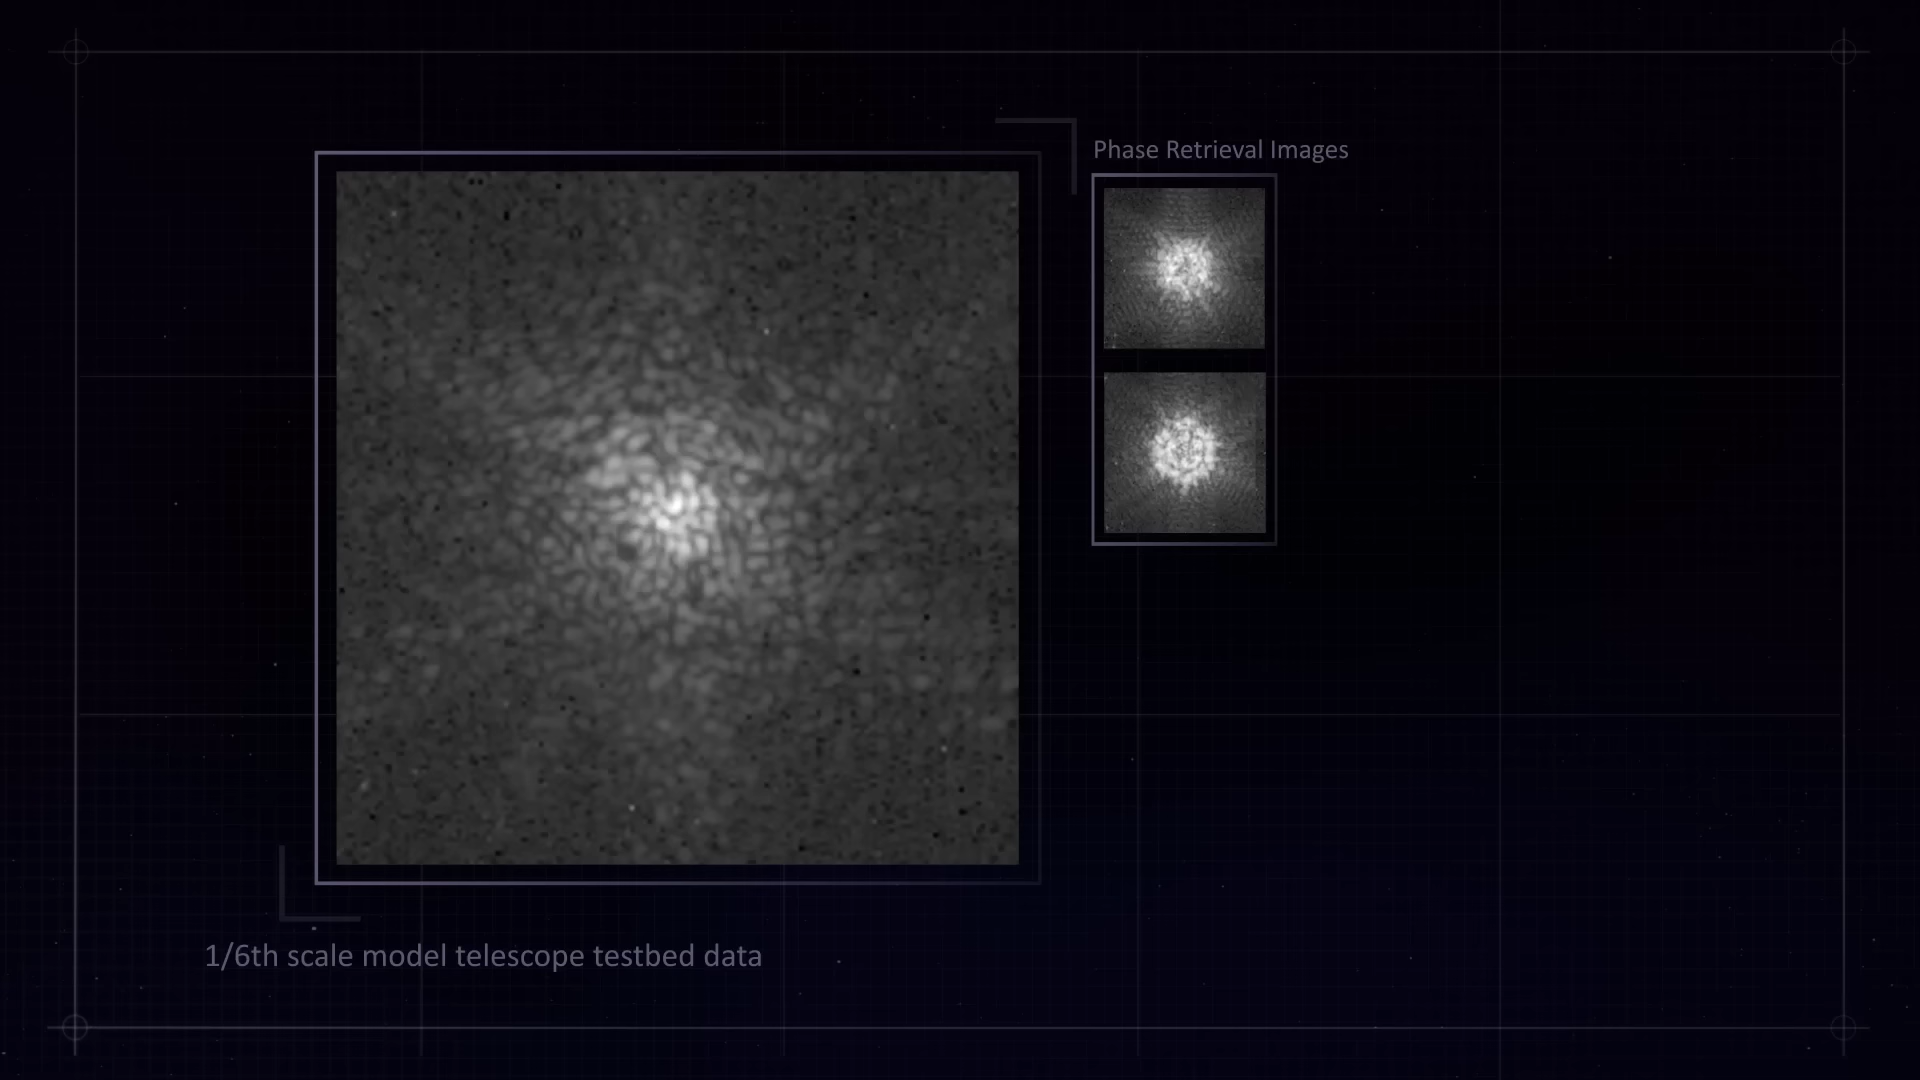 Phase Retrieval Images
1/6th scale model telescope testbed data